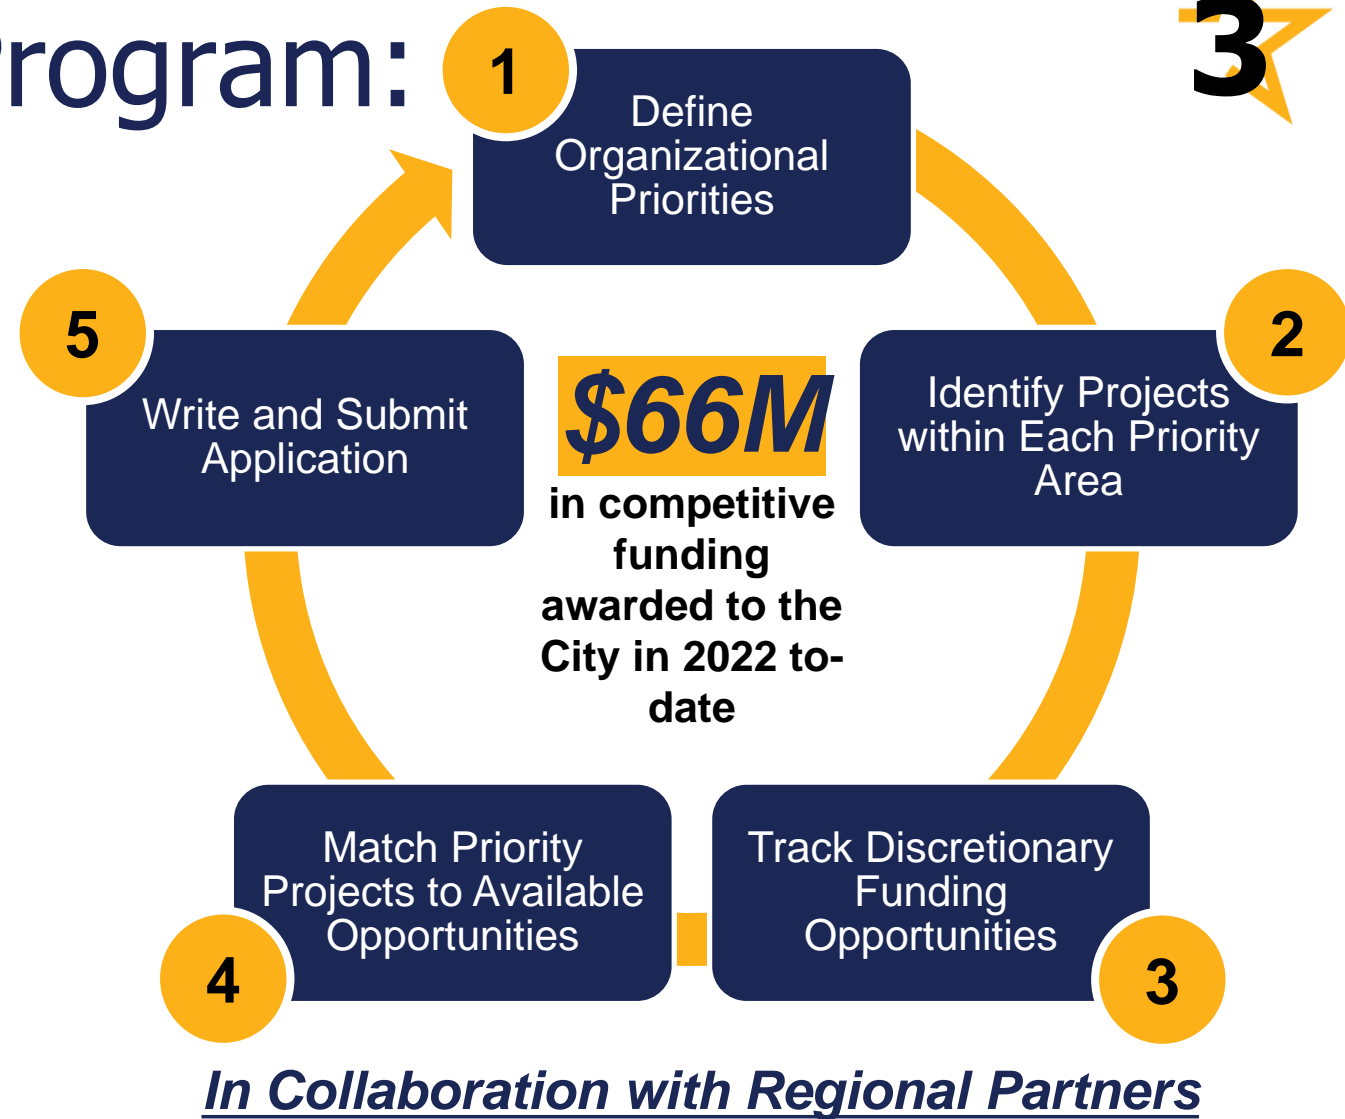 Program:
3
1
Define
Organizational
Priorities
2
Identify Projects
within Each Priority
Area
5
Write and Submit
Application
$66M
in competitive
funding
awarded to the
City in 2022 to-
date
Match Priority
Projects to Available
Opportunities
4
Track Discretionary
Funding
Opportunities
3
In Collaboration with Regional Partners